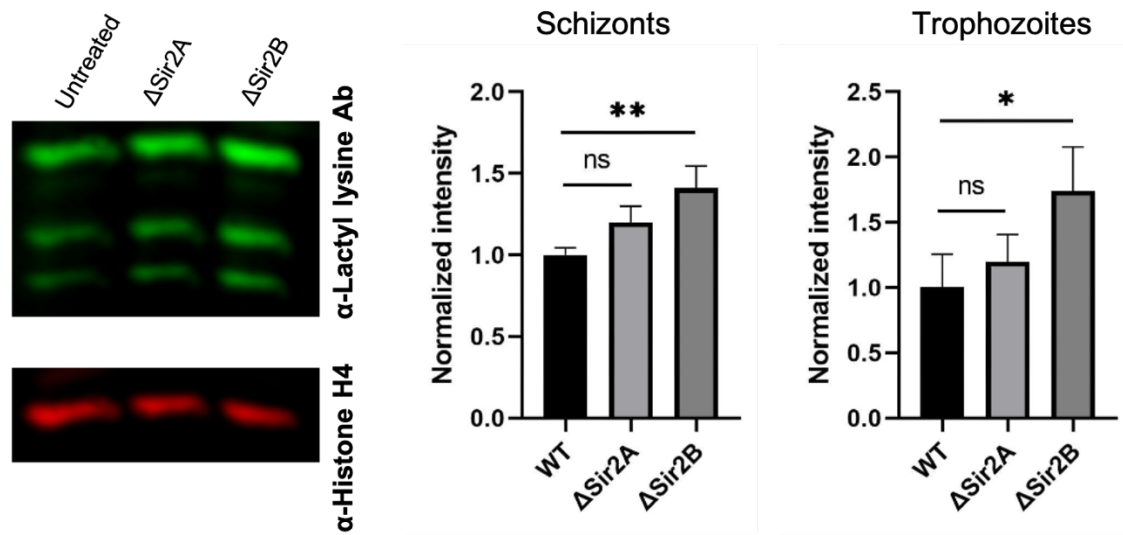 Untreated
ΔSir2A
ΔSir2B
α-Lactyl lysine Ab
α-Histone H4
Schizonts
Normalized intensity
2.0
1.5
1.0
0.5
0.0
**
ns
WT
ΔSir2A
ΔSir2B
Trophozoites
Normalized intensity
2.5
2.0
1.5
1.0
0.5
0.0
*
ns
WT
ΔSir2A
ΔSir2B